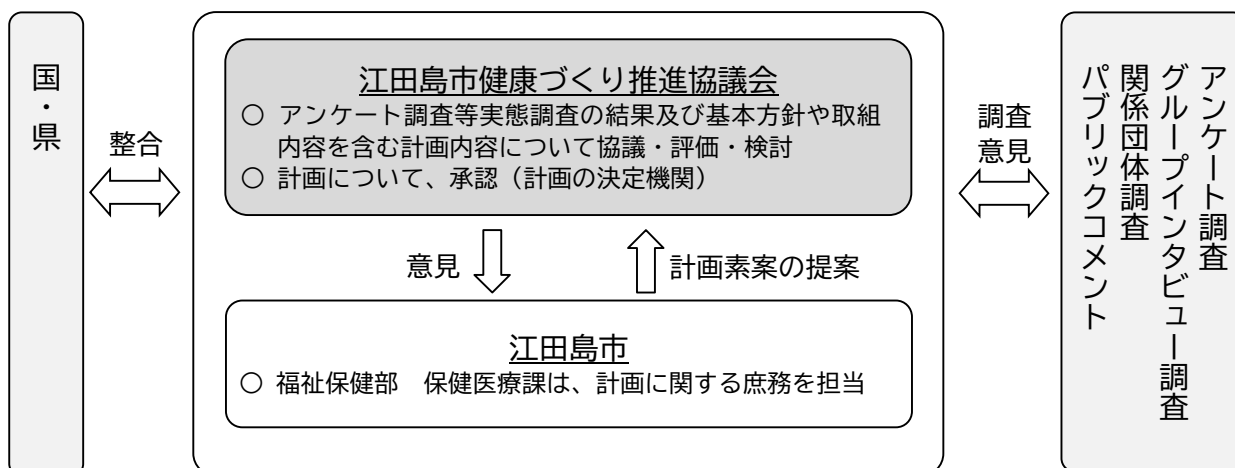 国・県
整合
江田島市健康づくり推進協議会
○ アンケート調査等実態調査の結果及び基本方針や取組
内容を含む計画内容について協議・評価・検討
○ 計画について、承認（計画の決定機関）
意見
計画素案の提案
江田島市
○ 福祉保健部　保健医療課は、計画に関する庶務を担当
調査
意見
アンケート調査
グループインタビュー調査
関係団体調査
パブリックコメント